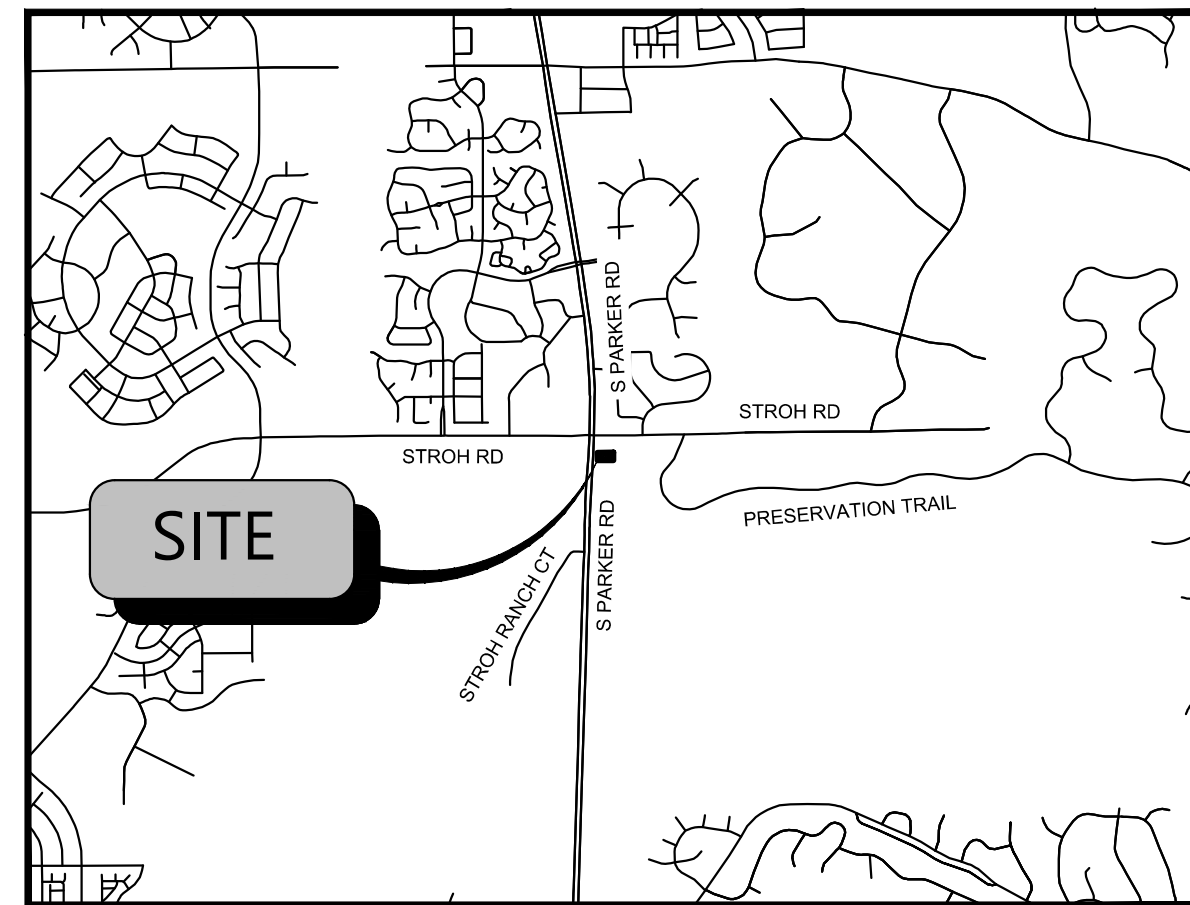 S PARKER RD
STROH RD
STROH RD
PRESERVATION TRAIL
SITE
S PARKER RD
STROH RANCH CT